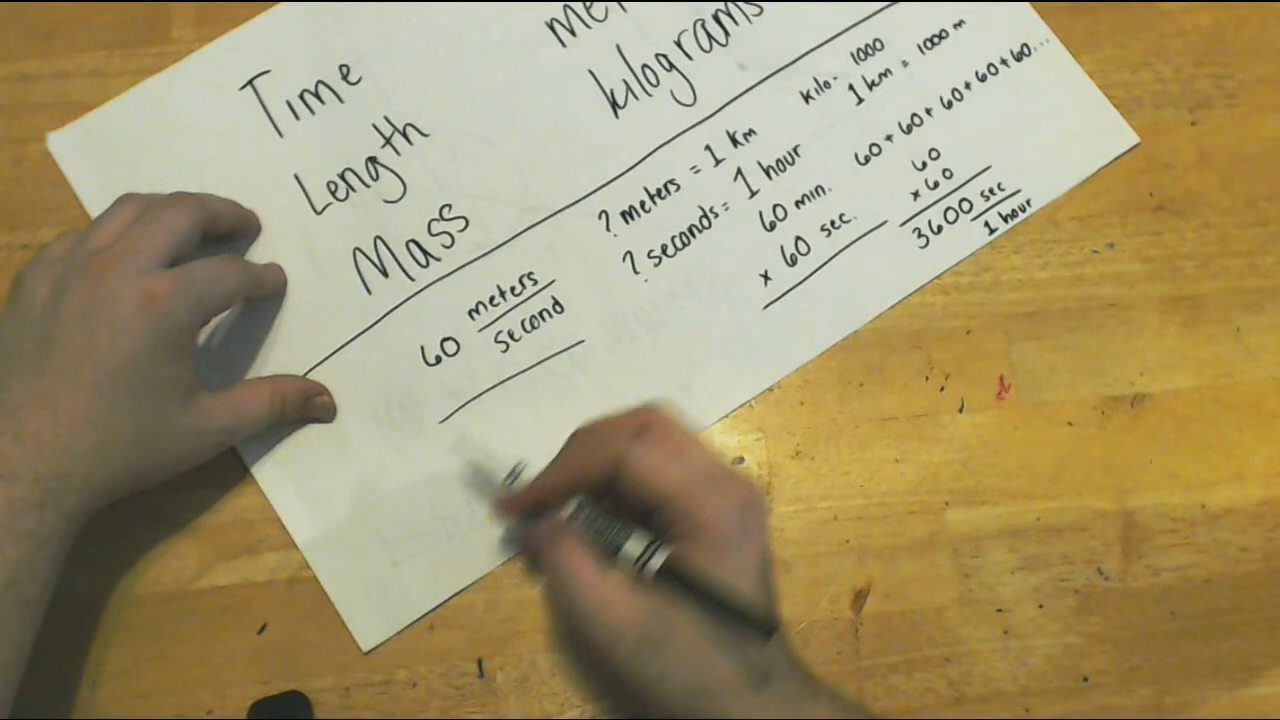 Time
Length
Mass
kilograms
60 meters
second
? meters = 1 km
? seconds = 1 hour
60 min.
x 60 sec.
kilo - 1000
1 km = 1000 m
60 + 60 + 60 + 60 + 60...
60
x 60
3600 sec
1 hour